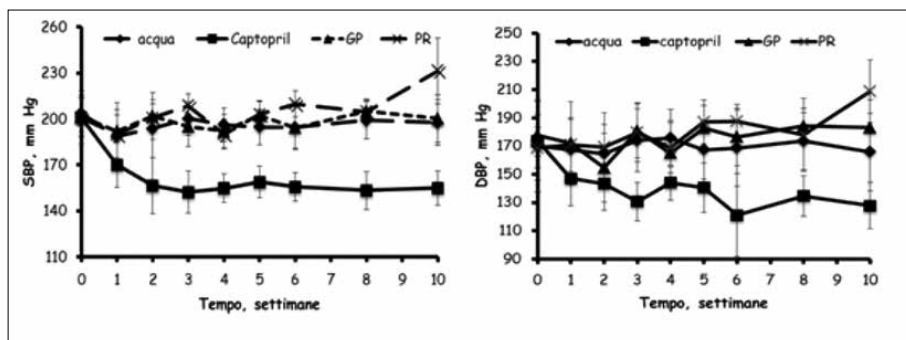 acqua Captopril GP PR
SBP, mm Hg
260
230
200
170
140
110
0 1 2 3 4 5 6 7 8 9 10
Tempo, settimane
acqua captopril GP PR
DBP, mm Hg
250
230
210
190
170
150
130
110
90
0 1 2 3 4 5 6 7 8 9 10
Tempo, settimane